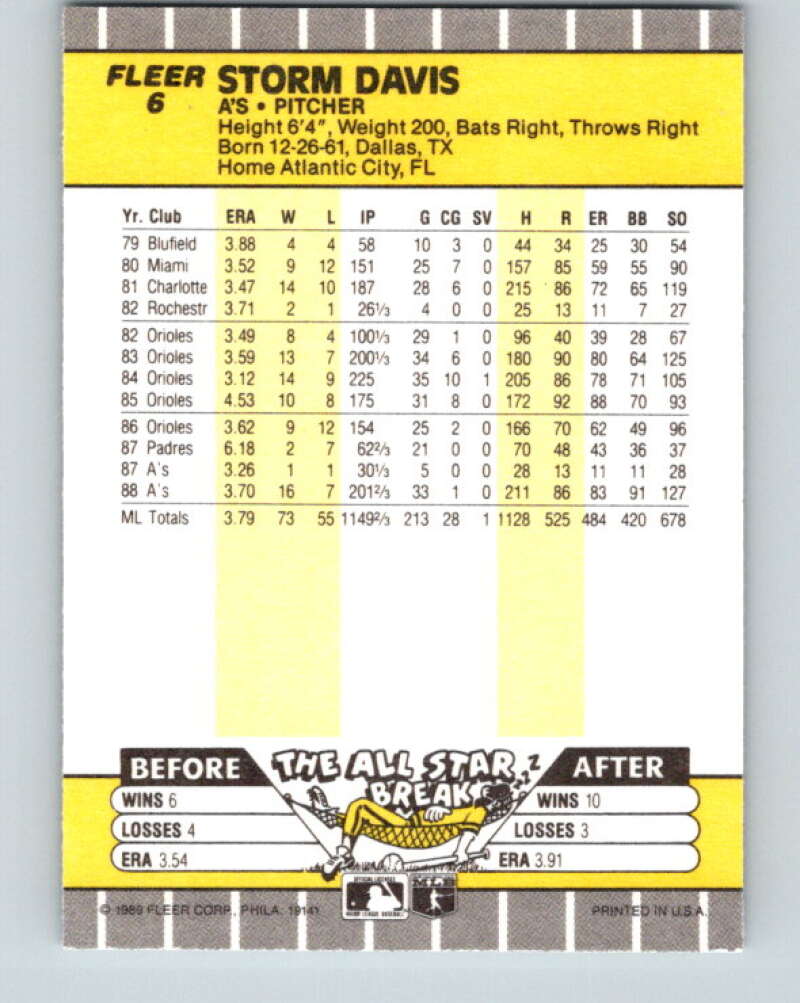 FLEER STORM DAVIS
6 A'S • PITCHER
Height 6'4", Weight 200, Bats Right, Throws Right
Born 12-26-61, Dallas, TX
Home Atlantic City, FL
Yr. Club ERA W L IP G CG SV H R ER BB SO
79 Blufield 3.88 4 4 58 10 3 0 44 34 25 30 54
80 Miami 3.52 9 12 151 25 7 0 157 85 59 55 90
81 Charlotte 3.47 14 10 187 28 6 0 215 86 72 65 119
82 Rochestr 3.71 2 1 26⅓ 4 0 0 25 13 11 7 27
82 Orioles 3.49 8 4 100⅓ 29 1 0 96 40 39 28 67
83 Orioles 3.59 13 7 200⅓ 34 6 0 180 90 80 64 125
84 Orioles 3.12 14 9 225 35 10 1 205 86 78 71 105
85 Orioles 4.53 10 8 175 31 8 0 172 92 88 70 93
86 Orioles 3.62 9 12 154 25 2 0 166 70 62 49 96
87 Padres 6.18 2 7 62⅔ 21 0 0 70 48 43 36 37
87 A's 3.26 1 1 30⅓ 5 0 0 28 13 11 11 28
88 A's 3.70 16 7 201⅔ 33 1 0 211 86 83 91 127
ML Totals 3.79 73 55 1149⅔ 213 28 1 1128 525 484 420 678
BEFORE THE ALL STAR BREAK ZZZ AFTER
WINS 6 WINS 10
LOSSES 4 LOSSES 3
ERA 3.54 ERA 3.91
OFFICIAL LICENSEE
MAJOR LEAGUE BASEBALL
MLB
© 1989 FLEER CORP., PHILA. 19141 PRINTED IN U.S.A.